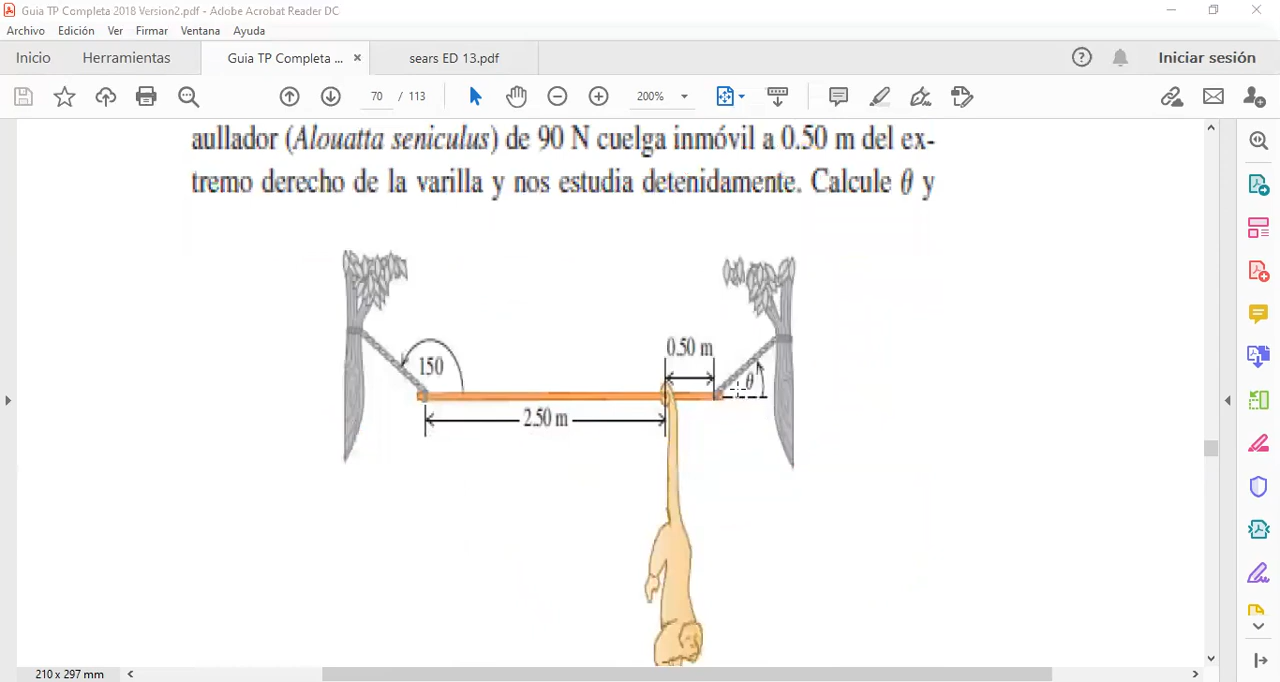 Guia TP Completa 2018 Version2.pdf - Adobe Acrobat Reader DC
Archivo Edición Ver Firmar Ventana Ayuda
Inicio Herramientas Guia TP Completa ... × sears ED 13.pdf Iniciar sesión
70 / 113 200%
aullador (Alouatta seniculus) de 90 N cuelga inmóvil a 0.50 m del ex-
tremo derecho de la varilla y nos estudia detenidamente. Calcule θ y
0.50 m
150
θ
2.50 m
210 x 297 mm